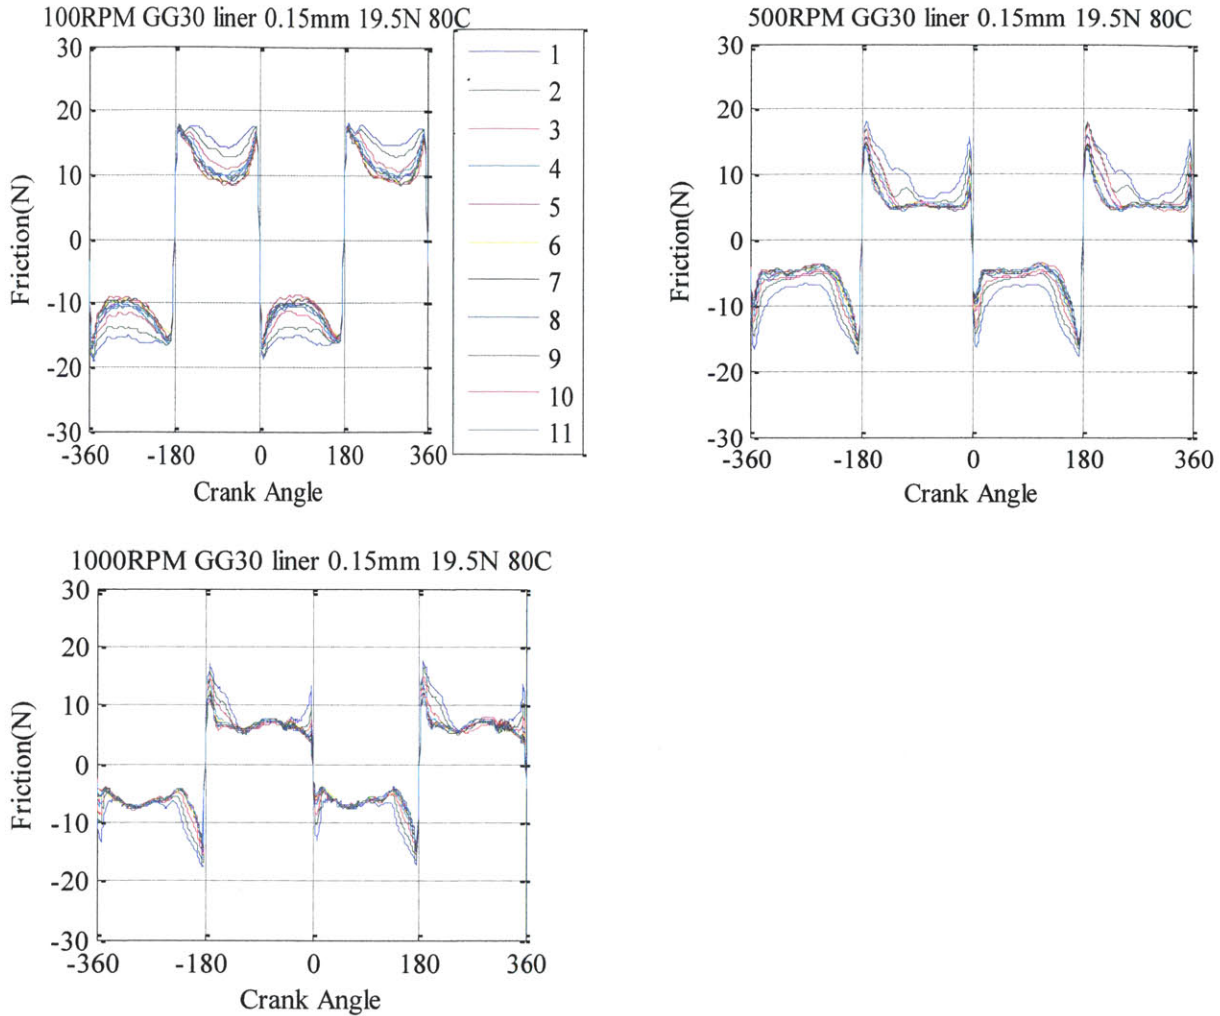 100RPM GG30 liner 0.15mm 19.5N 80C
30
20
10
0
-10
-20
-30
Friction(N)
-360 -180 0 180 360
Crank Angle
1
2
3
4
5
6
7
8
9
10
11
500RPM GG30 liner 0.15mm 19.5N 80C
30
20
10
0
-10
-20
-30
Friction(N)
-360 -180 0 180 360
Crank Angle
1000RPM GG30 liner 0.15mm 19.5N 80C
30
20
10
0
-10
-20
-30
Friction(N)
-360 -180 0 180 360
Crank Angle